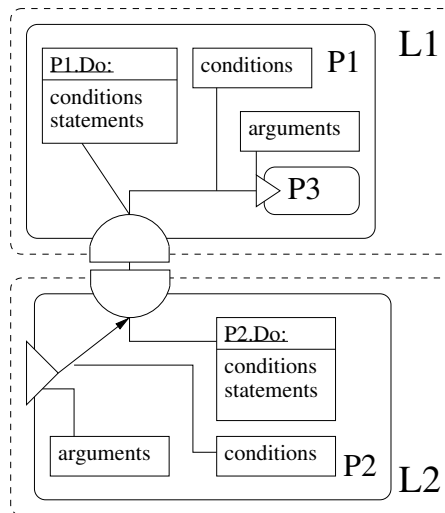 P1.Do:
conditions
statements
conditions
P1
L1
arguments
P3
P2.Do:
conditions
statements
arguments
conditions
P2
L2